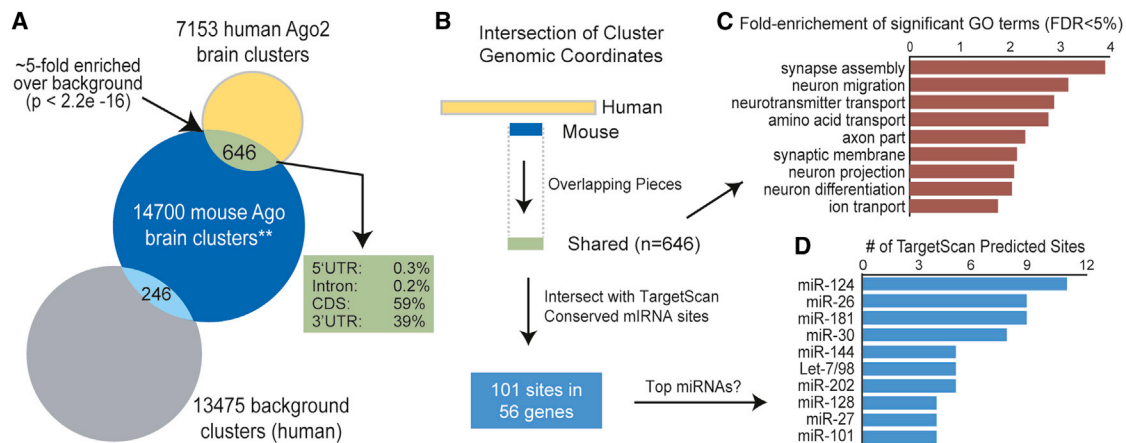 A
7153 human Ago2
brain clusters
~5-fold enriched
over background
(p < 2.2e -16)
646
14700 mouse Ago
brain clusters**
246
5'UTR: 0.3%
Intron: 0.2%
CDS: 59%
3'UTR: 39%
13475 background
clusters (human)
B
Intersection of Cluster
Genomic Coordinates
Human
Mouse
Overlapping Pieces
Shared (n=646)
Intersect with TargetScan
Conserved mIRNA sites
101 sites in
56 genes
Top miRNAs?
C
Fold-enrichement of significant GO terms (FDR<5%)
0 1 2 3 4
synapse assembly
neuron migration
neurotransmitter transport
amino acid transport
axon part
synaptic membrane
neuron projection
neuron differentiation
ion tranport
D
# of TargetScan Predicted Sites
0 3 6 9 12
miR-124
miR-26
miR-181
miR-30
miR-144
Let-7/98
miR-202
miR-128
miR-27
miR-101